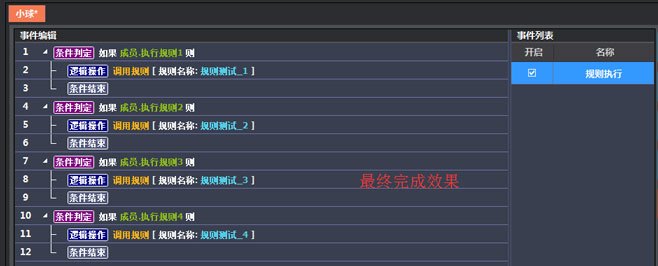 小球*
事件编辑
事件列表
开启 名称
规则执行
1 条件判定 如果 成员.执行规则1 则
2 逻辑操作 调用规则 [ 规则名称: 规则测试_1 ]
3 条件结束
4 条件判定 如果 成员.执行规则2 则
5 逻辑操作 调用规则 [ 规则名称: 规则测试_2 ]
6 条件结束
7 条件判定 如果 成员.执行规则3 则
8 逻辑操作 调用规则 [ 规则名称: 规则测试_3 ]
9 条件结束
10 条件判定 如果 成员.执行规则4 则
11 逻辑操作 调用规则 [ 规则名称: 规则测试_4 ]
12 条件结束
最终完成效果